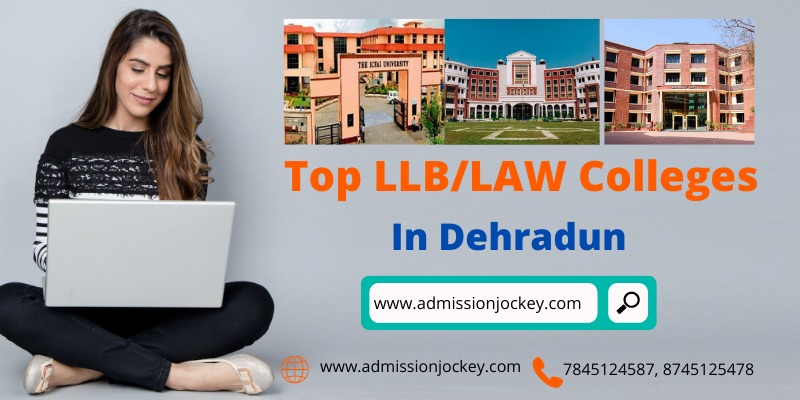 THE ICFAI UNIVERSITY
Top LLB/LAW Colleges
In Dehradun
www.admissionjockey.com
www.admissionjockey.com
7845124587, 8745125478